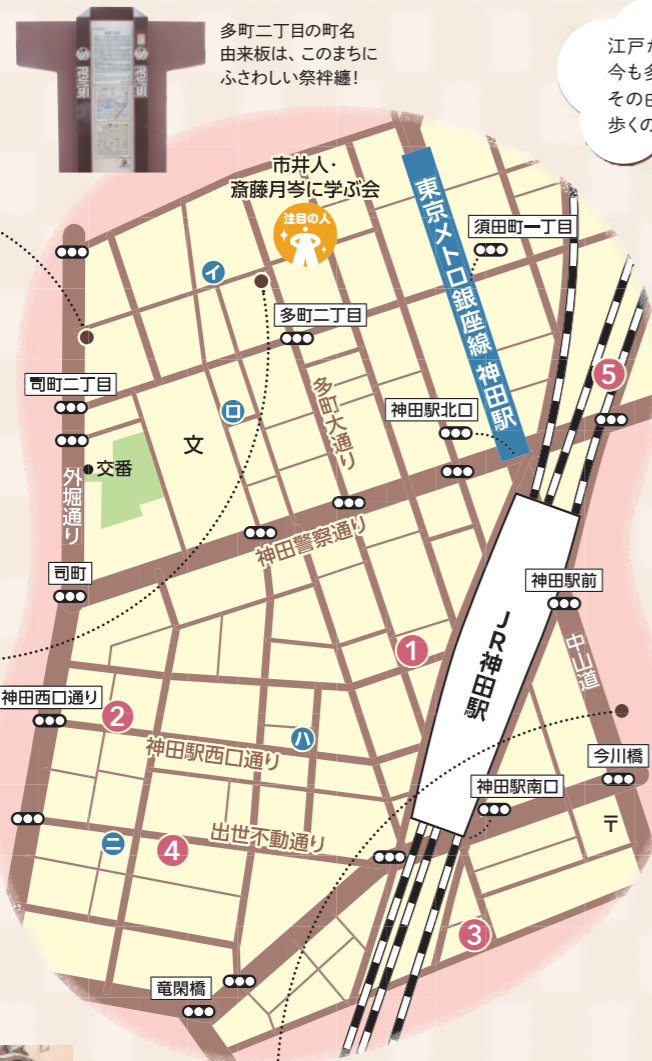 多町二丁目の町名
由来板は、このまちに
ふさわしい祭袢纏!
江戸
今も多
その由
歩くの
市井人・
斎藤月岑に学ぶ会
注目の人
東京メトロ銀座線 神田駅
須田町一丁目
イ
多町二丁目
5
司町二丁目
ロ
多町大通り
神田駅北口
文
交番
外堀通り
神田警察通り
司町
神田駅前
JR神田駅
1
中山道
神田西口通り
2
ハ
神田駅西口通り
今川橋
神田駅南口
〒
出世不動通り
ニ
4
3
竜閑橋